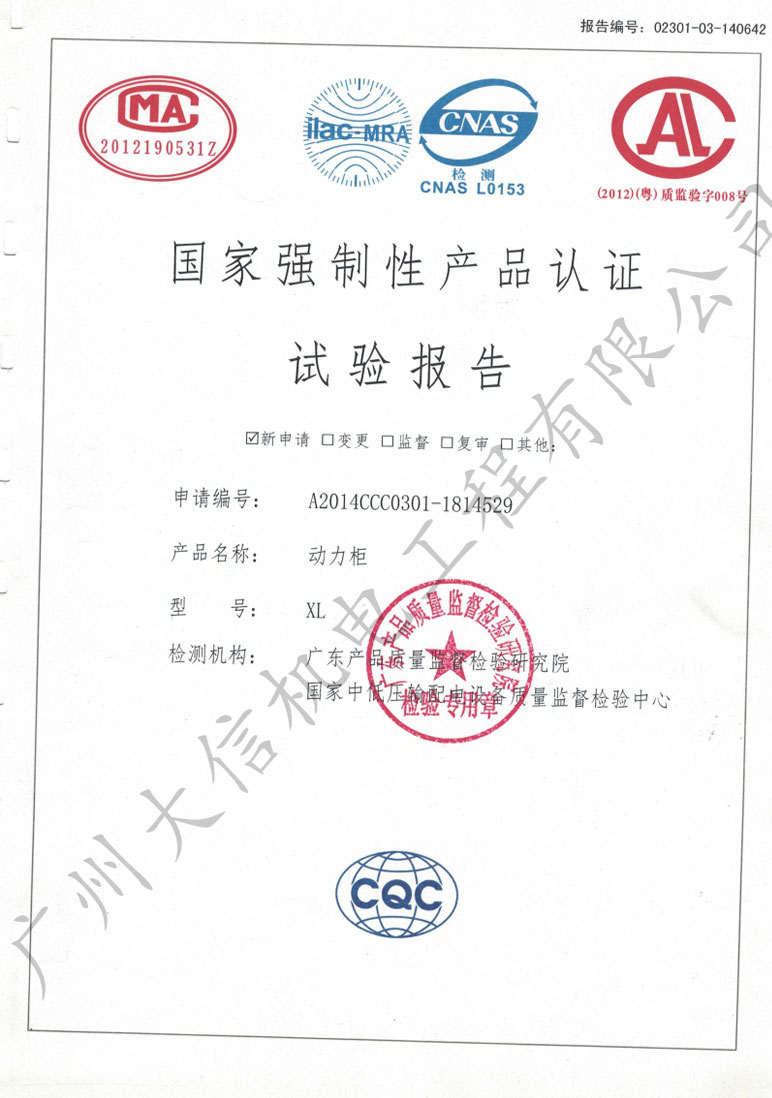 报告编号：02301-03-140642
CMA
2012190531Z
ilac-MRA
CNAS
检测
CNAS L0153
CAL
(2012)(粤)质监验字008号
国家强制性产品认证
试验报告
☑新申请 □变更 □监督 □复审 □其他：
申请编号： A2014CCC0301-1814529
产品名称： 动力柜
型 号： XL
检测机构： 广东产品质量监督检验研究院
国家中低压输配电设备质量监督检验中心
广东产品质量监督检验研究院
检验专用章
CQC
广州大信机电工程有限公司